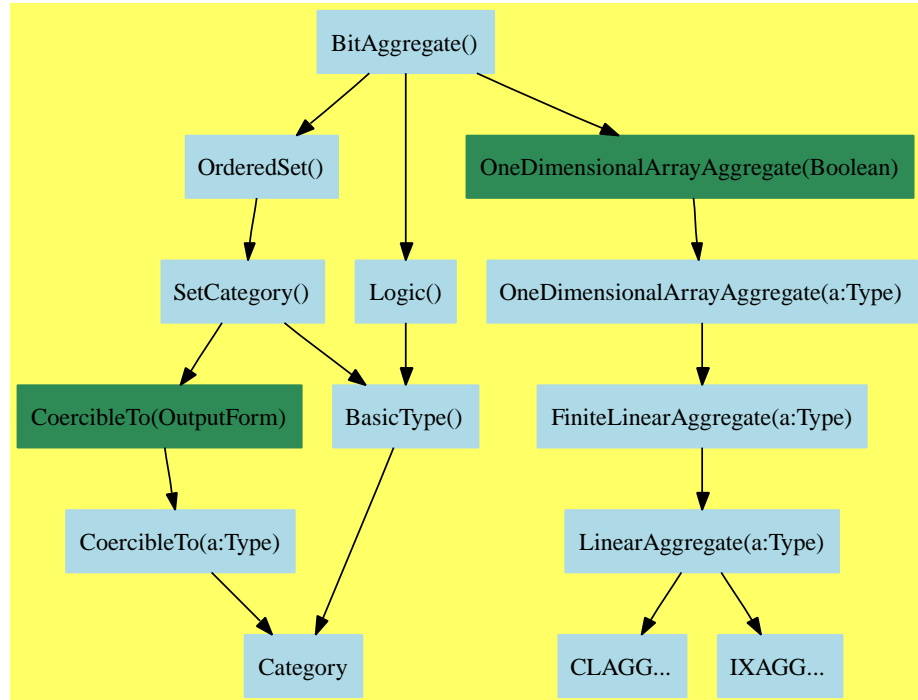 BitAggregate()
OrderedSet()
OneDimensionalArrayAggregate(Boolean)
SetCategory()
Logic()
OneDimensionalArrayAggregate(a:Type)
CoercibleTo(OutputForm)
BasicType()
FiniteLinearAggregate(a:Type)
CoercibleTo(a:Type)
LinearAggregate(a:Type)
Category
CLAGG...
IXAGG...